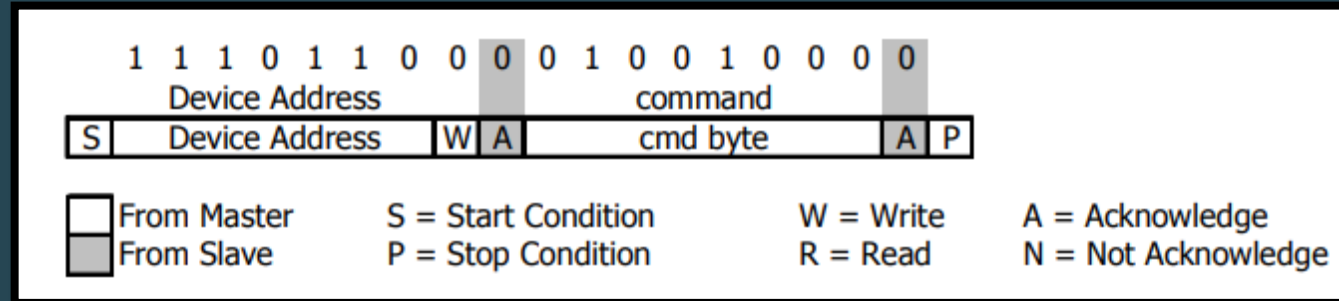 1 1 1 0 1 1 0 0 0 0 1 0 0 1 0 0 0 0
Device Address command
S Device Address W A cmd byte A P
From Master S = Start Condition W = Write A = Acknowledge
From Slave P = Stop Condition R = Read N = Not Acknowledge